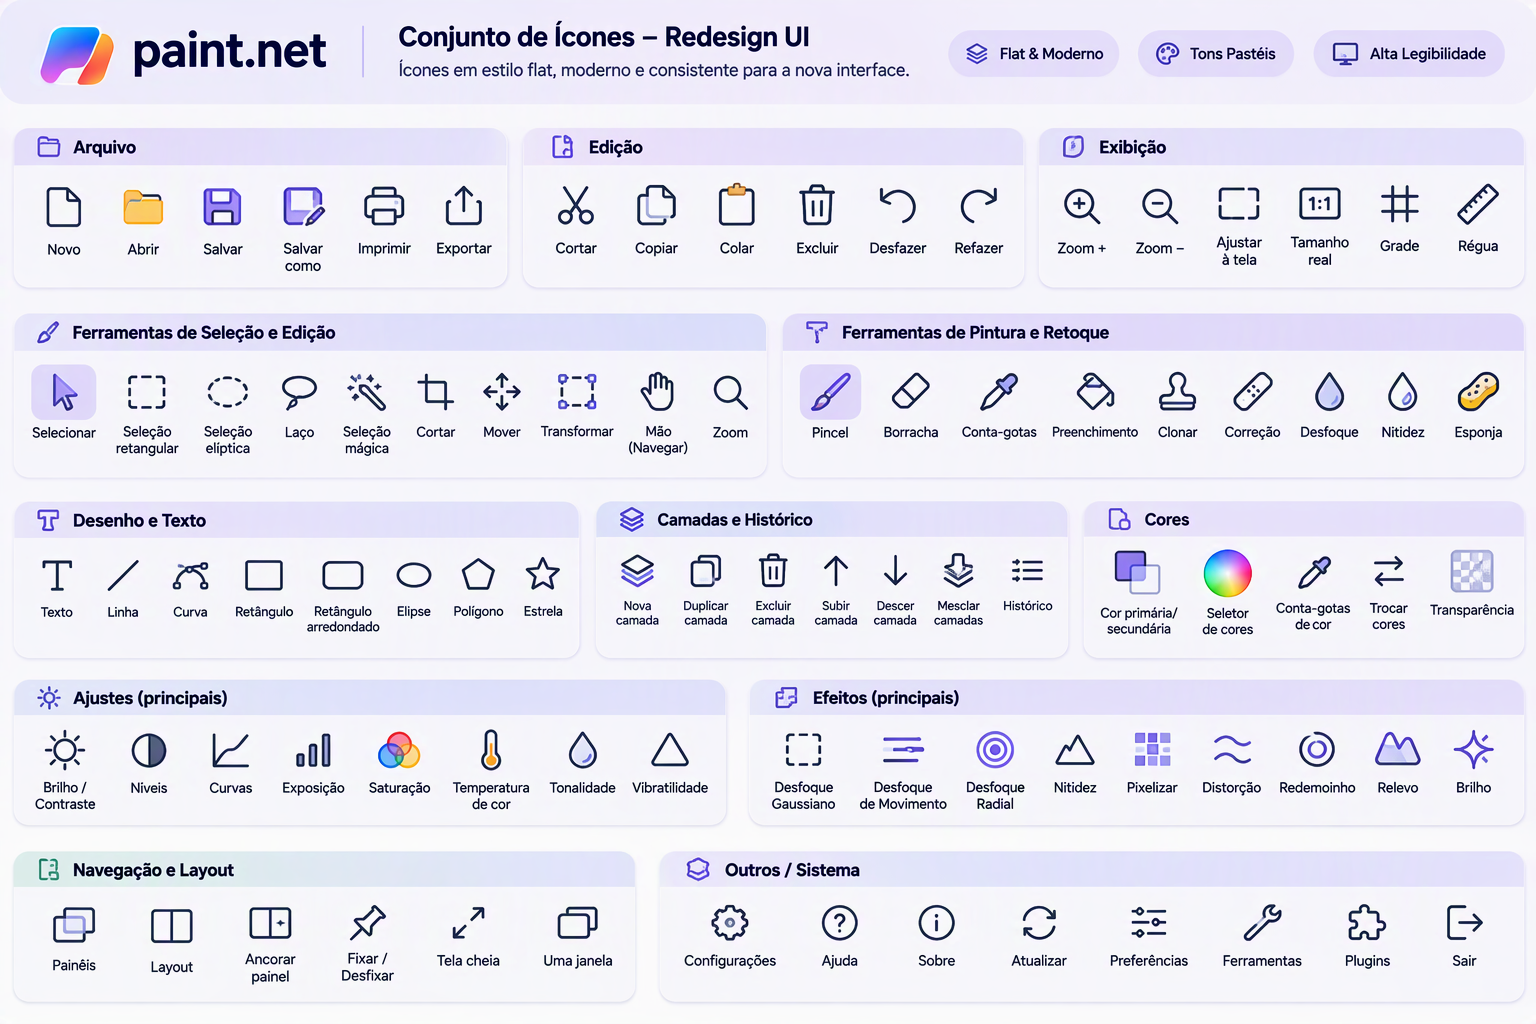 paint.net
Conjunto de Ícones – Redesign UI
Ícones em estilo flat, moderno e consistente para a nova interface.
Flat & Moderno
Tons Pastéis
Alta Legibilidade
Arquivo
Novo
Abrir
Salvar
Salvar
como
Imprimir
Exportar
Edição
Cortar
Copiar
Colar
Excluir
Desfazer
Refazer
Exibição
Zoom +
Zoom –
Ajustar
à tela
1:1
Tamanho
real
Grade
Régua
Ferramentas de Seleção e Edição
Selecionar
Seleção
retangular
Seleção
elíptica
Laço
Seleção
mágica
Cortar
Mover
Transformar
Mão
(Navegar)
Zoom
Ferramentas de Pintura e Retoque
Pincel
Borracha
Conta-gotas
Preenchimento
Clonar
Correção
Desfoque
Nitidez
Esponja
Desenho e Texto
Texto
Linha
Curva
Retângulo
Retângulo
arredondado
Elipse
Polígono
Estrela
Camadas e Histórico
Nova
camada
Duplicar
camada
Excluir
camada
Subir
camada
Descer
camada
Mesclar
camadas
Histórico
Cores
Cor primária/
secundária
Seletor
de cores
Conta-gotas
de cor
Trocar
cores
Transparência
Ajustes (principais)
Brilho /
Contraste
Niveis
Curvas
Exposição
Saturação
Temperatura
de cor
Tonalidade
Vibratilidade
Efeitos (principais)
Desfoque
Gaussiano
Desfoque
de Movimento
Desfoque
Radial
Nitidez
Pixelizar
Distorção
Redemoinho
Relevo
Brilho
Navegação e Layout
Painêis
Layout
Ancorar
painel
Fixar /
Desfixar
Tela cheia
Uma janela
Outros / Sistema
Configurações
Ajuda
Sobre
Atualizar
Preferências
Ferramentas
Plugins
Sair